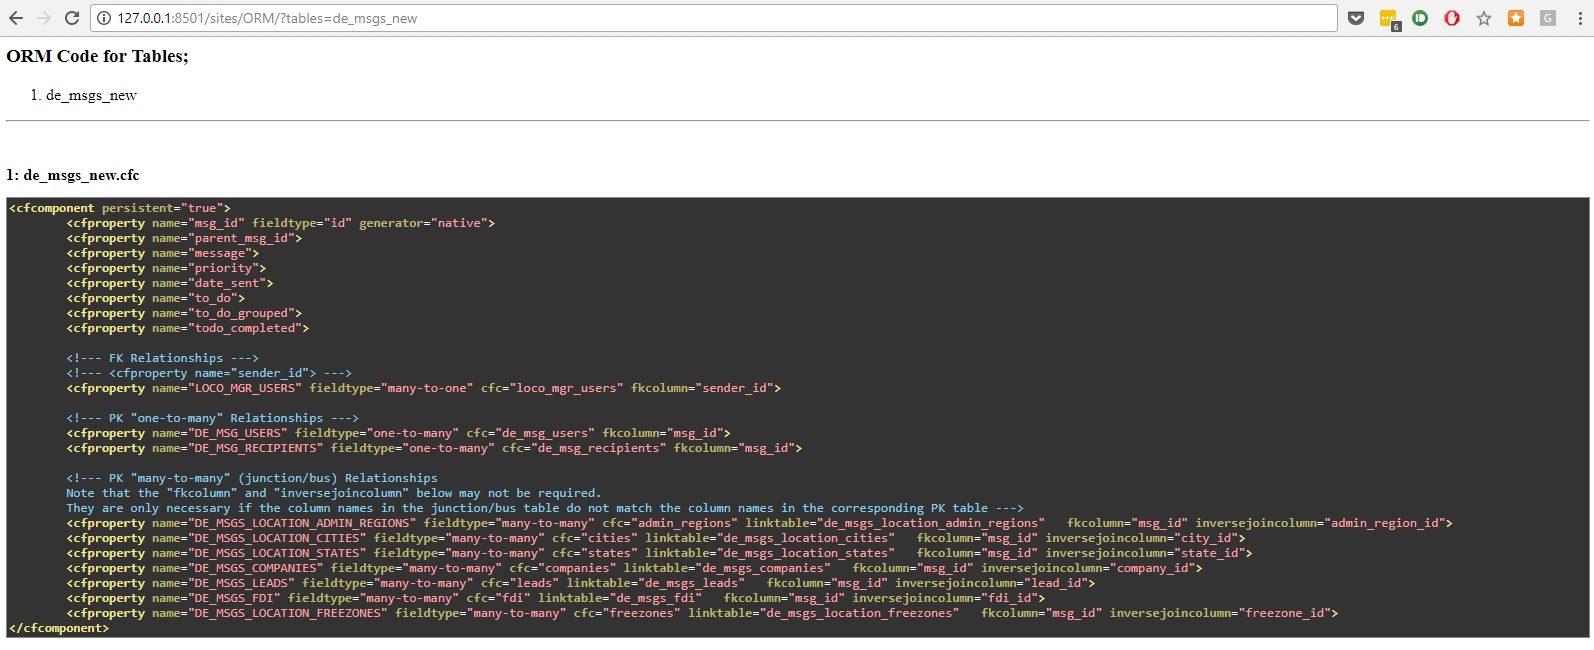 127.0.0.1:8501/sites/ORM/?tables=de_msgs_new
6
G
ORM Code for Tables;
1. de_msgs_new
1: de_msgs_new.cfc
<cfcomponent persistent="true">
<cfproperty name="msg_id" fieldtype="id" generator="native">
<cfproperty name="parent_msg_id">
<cfproperty name="message">
<cfproperty name="priority">
<cfproperty name="date_sent">
<cfproperty name="to_do">
<cfproperty name="to_do_grouped">
<cfproperty name="todo_completed">
<!--- FK Relationships --->
<!--- <cfproperty name="sender_id"> --->
<cfproperty name="LOCO_MGR_USERS" fieldtype="many-to-one" cfc="loco_mgr_users" fkcolumn="sender_id">
<!--- PK "one-to-many" Relationships --->
<cfproperty name="DE_MSG_USERS" fieldtype="one-to-many" cfc="de_msg_users" fkcolumn="msg_id">
<cfproperty name="DE_MSG_RECIPIENTS" fieldtype="one-to-many" cfc="de_msg_recipients" fkcolumn="msg_id">
<!--- PK "many-to-many" (junction/bus) Relationships
Note that the "fkcolumn" and "inversejoincolumn" below may not be required.
They are only necessary if the column names in the junction/bus table do not match the column names in the corresponding PK table --->
<cfproperty name="DE_MSGS_LOCATION_ADMIN_REGIONS" fieldtype="many-to-many" cfc="admin_regions" linktable="de_msgs_location_admin_regions" fkcolumn="msg_id" inversejoincolumn="admin_region_id">
<cfproperty name="DE_MSGS_LOCATION_CITIES" fieldtype="many-to-many" cfc="cities" linktable="de_msgs_location_cities" fkcolumn="msg_id" inversejoincolumn="city_id">
<cfproperty name="DE_MSGS_LOCATION_STATES" fieldtype="many-to-many" cfc="states" linktable="de_msgs_location_states" fkcolumn="msg_id" inversejoincolumn="state_id">
<cfproperty name="DE_MSGS_COMPANIES" fieldtype="many-to-many" cfc="companies" linktable="de_msgs_companies" fkcolumn="msg_id" inversejoincolumn="company_id">
<cfproperty name="DE_MSGS_LEADS" fieldtype="many-to-many" cfc="leads" linktable="de_msgs_leads" fkcolumn="msg_id" inversejoincolumn="lead_id">
<cfproperty name="DE_MSGS_FDI" fieldtype="many-to-many" cfc="fdi" linktable="de_msgs_fdi" fkcolumn="msg_id" inversejoincolumn="fdi_id">
<cfproperty name="DE_MSGS_LOCATION_FREEZONES" fieldtype="many-to-many" cfc="freezones" linktable="de_msgs_location_freezones" fkcolumn="msg_id" inversejoincolumn="freezone_id">
</cfcomponent>